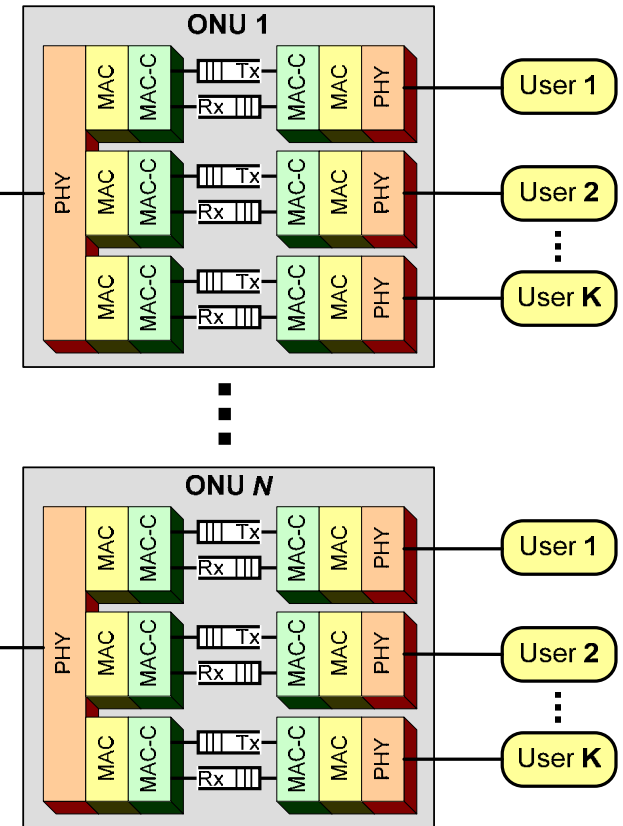 ONU 1
PHY
MAC
MAC-C
Tx
Rx
MAC-C
MAC
PHY
User 1
MAC
MAC-C
Tx
Rx
MAC-C
MAC
PHY
User 2
MAC
MAC-C
Tx
Rx
MAC-C
MAC
PHY
User K
ONU N
PHY
MAC
MAC-C
Tx
Rx
MAC-C
MAC
PHY
User 1
MAC
MAC-C
Tx
Rx
MAC-C
MAC
PHY
User 2
MAC
MAC-C
Tx
Rx
MAC-C
MAC
PHY
User K